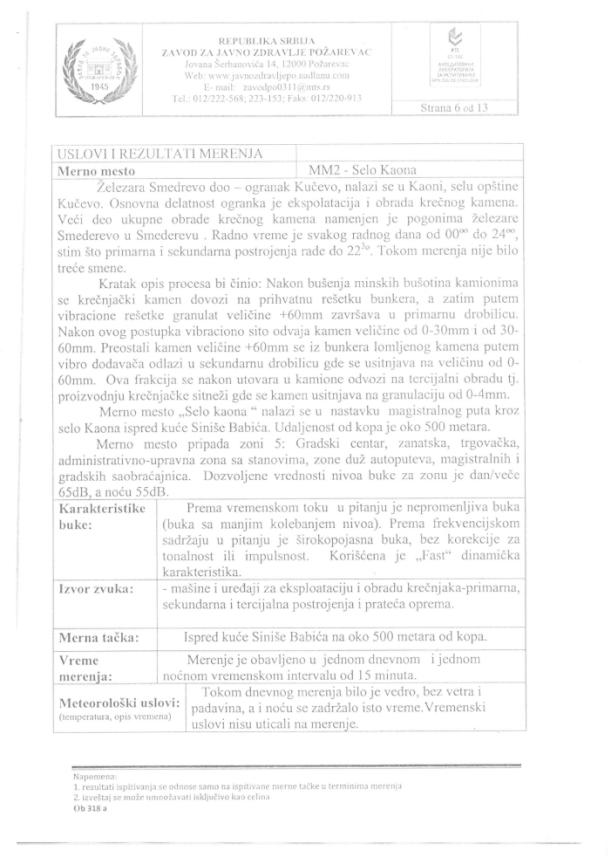 REPUBLIKA SRBIJA
ZAVOD ZA JAVNO ZDRAVLJE POŽAREVAC
Jovana Šerbanovića 14, 12000 Požarevac
Web: www.javnozdravljepo.nadlanu.com
E- mail: zavodpo0311@nns.rs
Tel.: 012/222-568; 223-153; Faks: 012/220-913
1945
Strana 6 od 13
USLOVI I REZULTATI MERENJA
Merno mesto MM2 - Selo Kaona
Železara Smedrevo doo – ogranak Kučevo, nalazi se u Kaoni, selu opštine
Kučevo. Osnovna delatnost ogranka je ekspolatacija i obrada krečnog kamena.
Veći deo ukupne obrade krečnog kamena namenjen je pogonima železare
Smederevo u Smederevu . Radno vreme je svakog radnog dana od 00⁰⁰ do 24⁰⁰,
stim što primarna i sekundarna postrojenja rade do 22³⁰. Tokom merenja nije bilo
treće smene.
Kratak opis procesa bi činio: Nakon bušenja minskih bušotina kamionima
se krečnjački kamen dovozi na prihvatnu rešetku bunkera, a zatim putem
vibracione rešetke granulat veličine +60mm završava u primarnu drobilicu.
Nakon ovog postupka vibraciono sito odvaja kamen veličine od 0-30mm i od 30-
60mm. Preostali kamen veličine +60mm se iz bunkera lomljenog kamena putem
vibro dodavača odlazi u sekundarnu drobilicu gde se usitnjava na veličinu od 0-
60mm. Ova frakcija se nakon utovara u kamione odvozi na tercijalni obradu tj.
proizvodnju krečnjačke sitneži gde se kamen usitnjava na granulaciju od 0-4mm.
Merno mesto „Selo kaona “ nalazi se u nastavku magistralnog puta kroz
selo Kaona ispred kuće Siniše Babića. Udaljenost od kopa je oko 500 metara.
Merno mesto pripada zoni 5: Gradski centar, zanatska, trgovačka,
administrativno-upravna zona sa stanovima, zone duž autoputeva, magistralnih i
gradskih saobraćajnica. Dozvoljene vrednosti nivoa buke za zonu je dan/veče
65dB, a noću 55dB.
Karakteristike buke: Prema vremenskom toku u pitanju je nepromenljiva buka
(buka sa manjim kolebanjem nivoa). Prema frekvencijskom
sadržaju u pitanju je širokopojasna buka, bez korekcije za
tonalnost ili impulsnost. Korišćena je „Fast“ dinamička
karakteristika.
Izvor zvuka: - mašine i uređaji za eksploataciju i obradu krečnjaka-primarna,
sekundarna i tercijalna postrojenja i prateća oprema.
Merna tačka: Ispred kuće Siniše Babića na oko 500 metara od kopa.
Vreme merenja: Merenje je obavljeno u jednom dnevnom i jednom
noćnom vremenskom intervalu od 15 minuta.
Meteorološki uslovi: (temperatura, opis vremena) Tokom dnevnog merenja bilo je vedro, bez vetra i
padavina, a i noću se zadržalo isto vreme.Vremenski
uslovi nisu uticali na merenje.
Napomena:
1. rezultati ispitivanja se odnose samo na ispitivane merne tačke u terminima merenja
2. izveštaj se može umnožavati isključivo kao celina
Ob 318 a